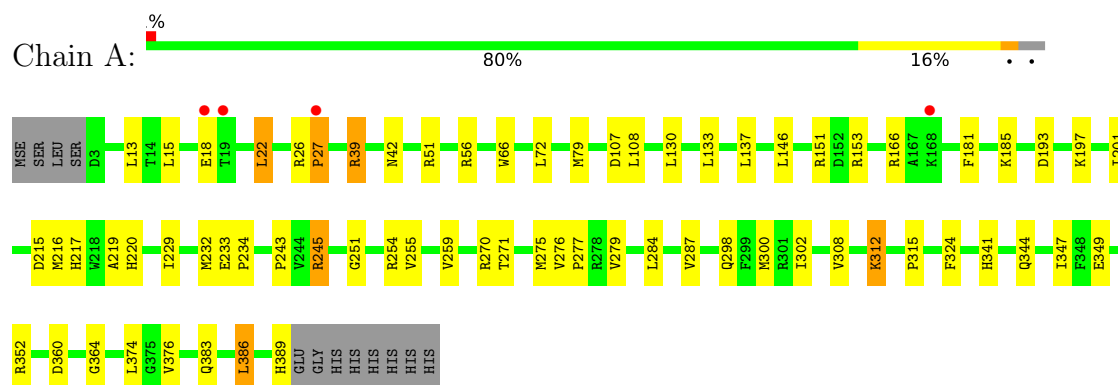 %
Chain A:
80% 16% • •
MSE SER LEU SER D3 L13 T14 L15 E18 T19 L22 R26 P27 R39 N42 R51 R56 W66 L72 M79 D107 L108 L130 L133 L137 L146 R151 D152 R153 R166 A167 K168 F181 K185 D193 K197
D215 M216 H217 W218 A219 H220 I229 M232 E233 P234 P243 V244 R245 G251 R254 V255 V259 R270 T271 M275 V276 P277 R278 V279 L284 V287 Q298 F299 M300 R301 I302 V308 K312 P315 F324 H341 Q344 I347 F348 E349
R352 D360 G364 L374 G375 V376 Q383 L386 H389 GLU GLY HIS HIS HIS HIS HIS HIS